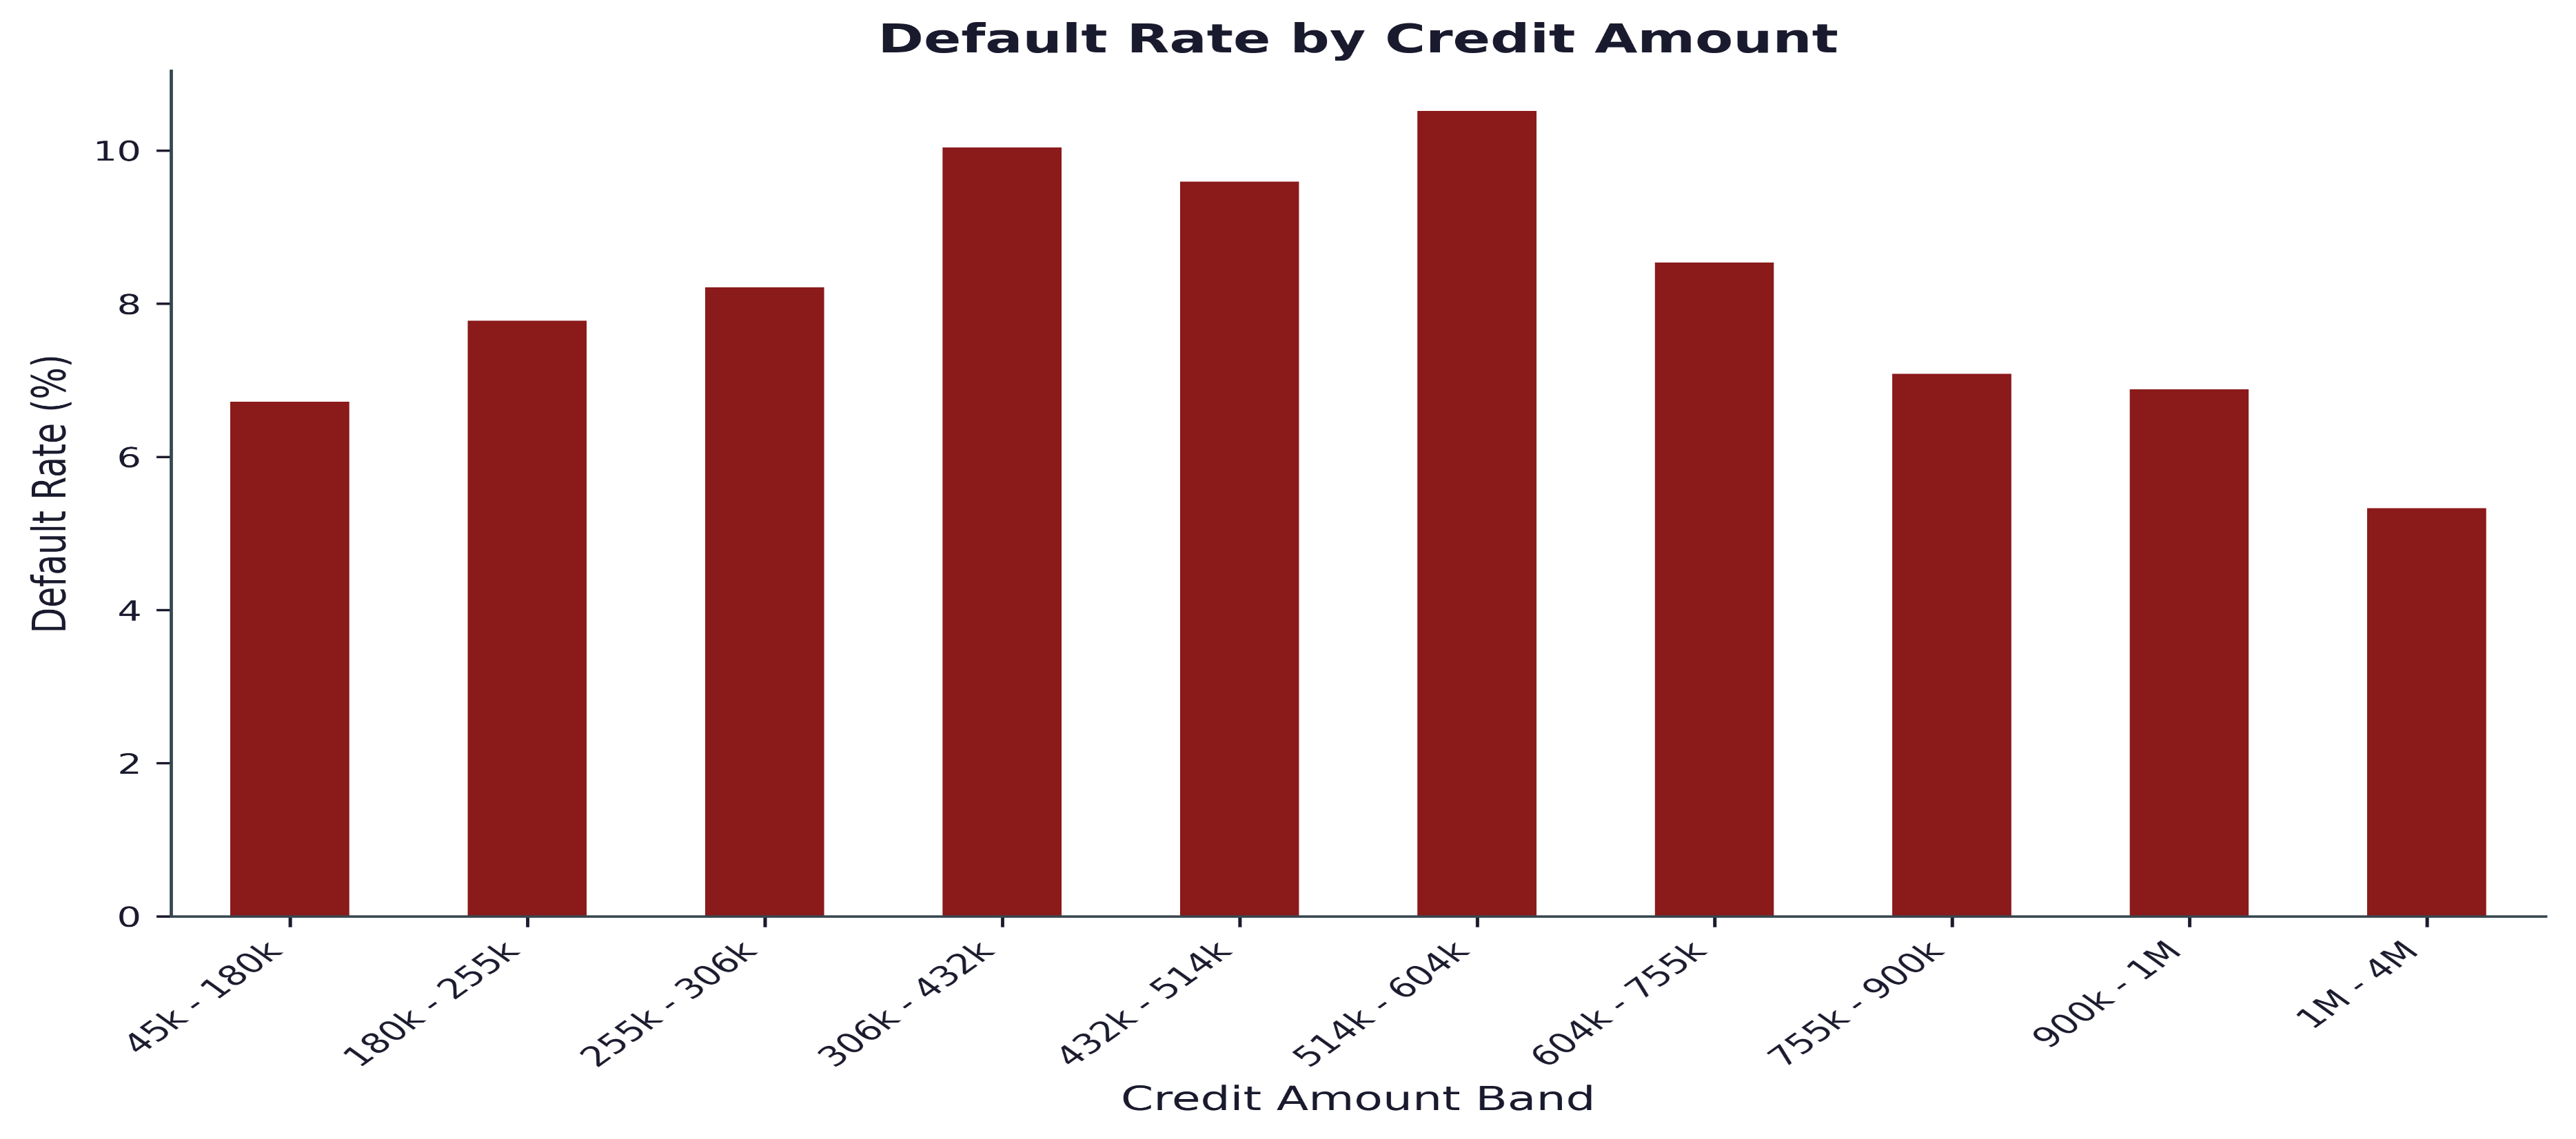 Default Rate by Credit Amount
Default Rate (%)
10
8
6
4
2
0
45k - 180k
180k - 255k
255k - 306k
306k - 432k
432k - 514k
514k - 604k
604k - 755k
755k - 900k
900k - 1M
1M - 4M
Credit Amount Band